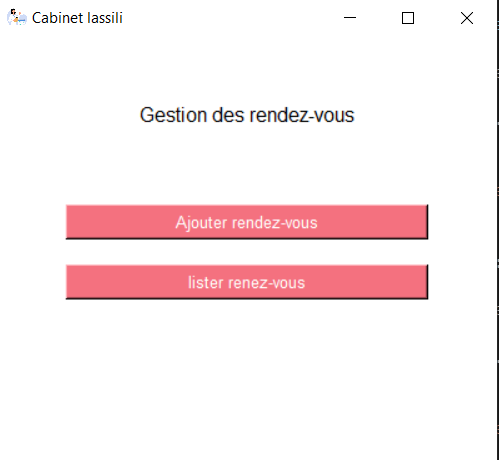 Cabinet lassili
Gestion des rendez-vous
Ajouter rendez-vous
lister renez-vous